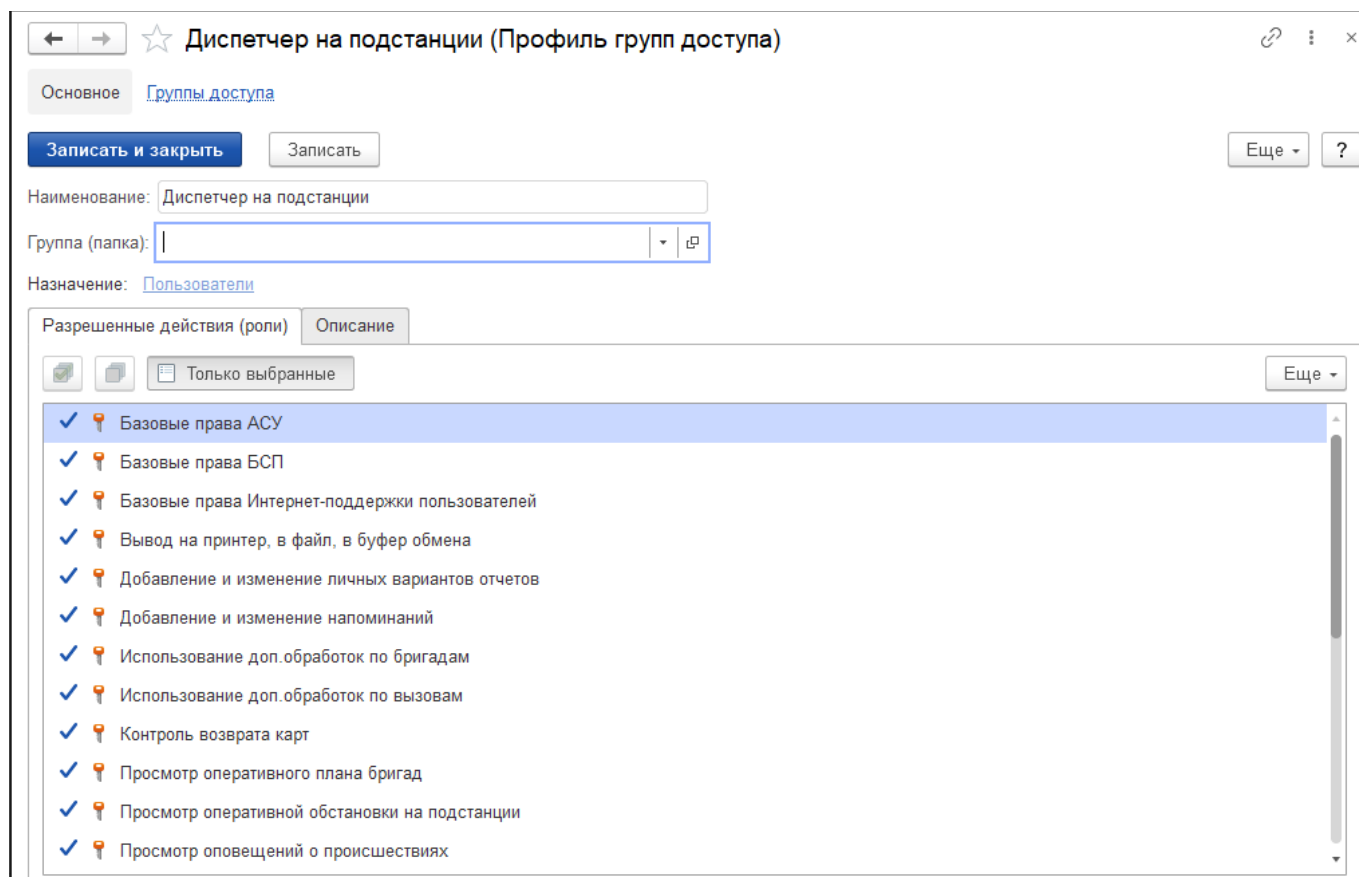 Диспетчер на подстанции (Профиль групп доступа)
Основное Группы доступа
Записать и закрыть Записать Еще ?
Наименование: Диспетчер на подстанции
Группа (папка):
Назначение: Пользователи
Разрешенные действия (роли) Описание
Только выбранные Еще
Базовые права АСУ
Базовые права БСП
Базовые права Интернет-поддержки пользователей
Вывод на принтер, в файл, в буфер обмена
Добавление и изменение личных вариантов отчетов
Добавление и изменение напоминаний
Использование доп.обработок по бригадам
Использование доп.обработок по вызовам
Контроль возврата карт
Просмотр оперативного плана бригад
Просмотр оперативной обстановки на подстанции
Просмотр оповещений о происшествиях